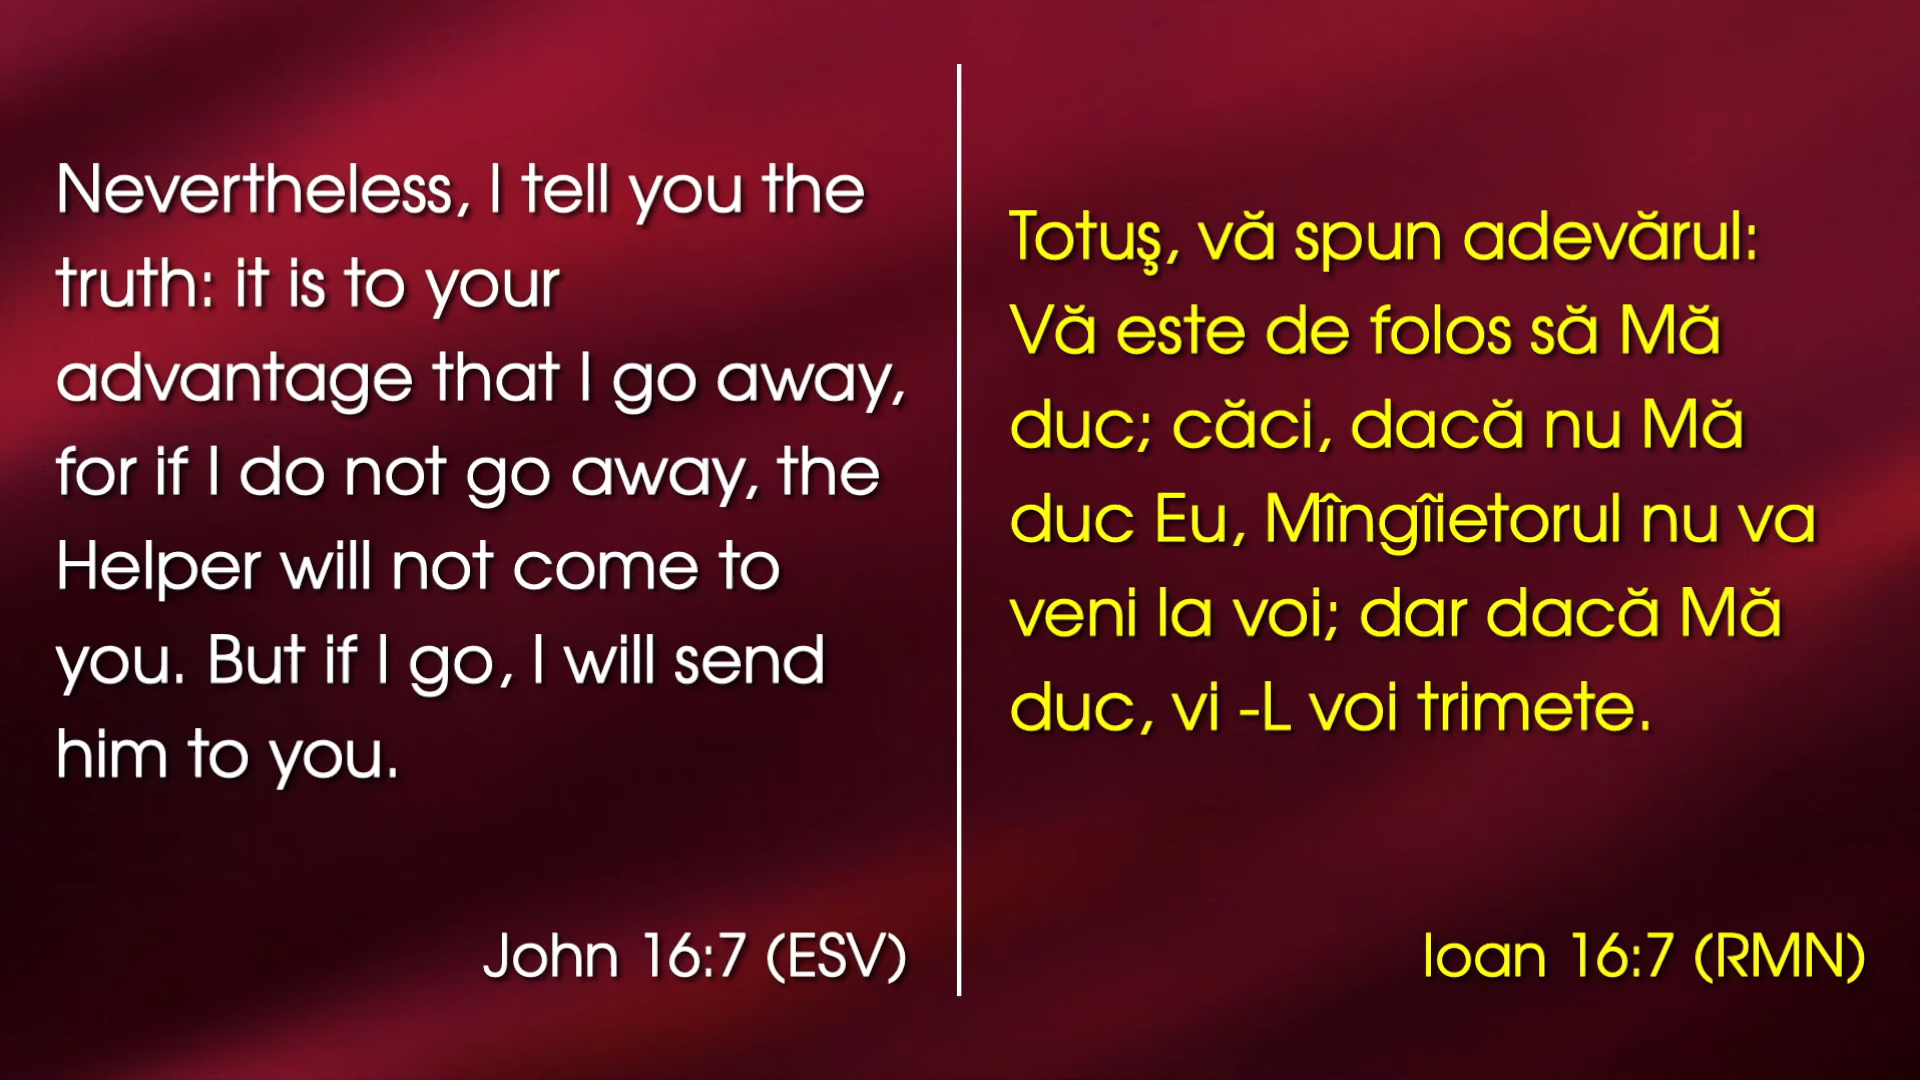 Nevertheless, I tell you the
truth: it is to your
advantage that I go away,
for if I do not go away, the
Helper will not come to
you. But if I go, I will send
him to you.
John 16:7 (ESV)
Totuş, vă spun adevărul:
Vă este de folos să Mă
duc; căci, dacă nu Mă
duc Eu, Mîngîietorul nu va
veni la voi; dar dacă Mă
duc, vi -L voi trimete.
Ioan 16:7 (RMN)